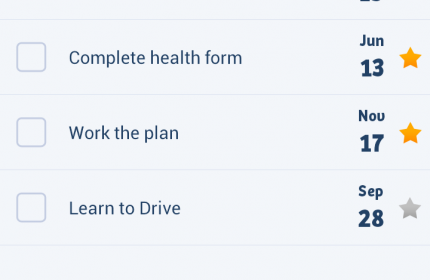 Jun
Complete health form
13
Nov
Work the plan
17
Sep
Learn to Drive
28